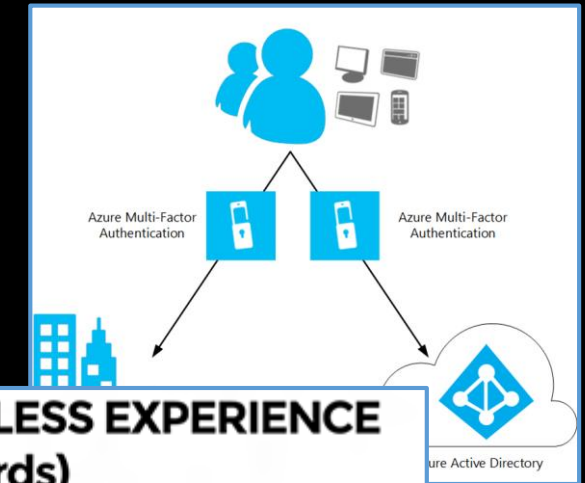 Azure Multi-Factor
Authentication
Azure Multi-Factor
Authentication
LESS EXPERIENCE
rds)
ure Active Directory